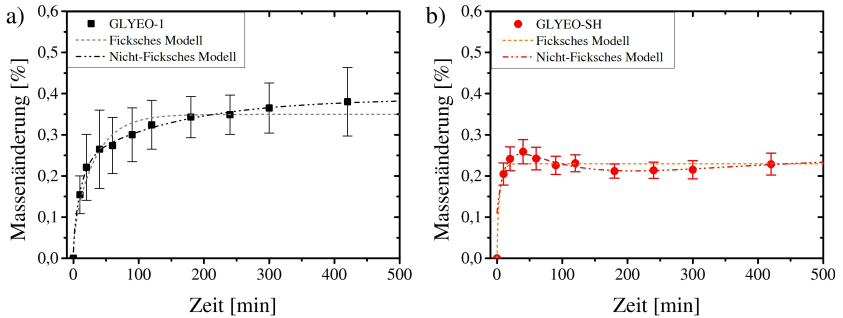 a)
GLYEO-1
Ficksches Modell
Nicht-Ficksches Modell
Massenänderung [%]
0,6
0,5
0,4
0,3
0,2
0,1
0,0
0 100 200 300 400 500
Zeit [min]
b)
GLYEO-SH
Ficksches Modell
Nicht-Ficksches Modell
Massenänderung [%]
0,6
0,5
0,4
0,3
0,2
0,1
0,0
0 100 200 300 400 500
Zeit [min]